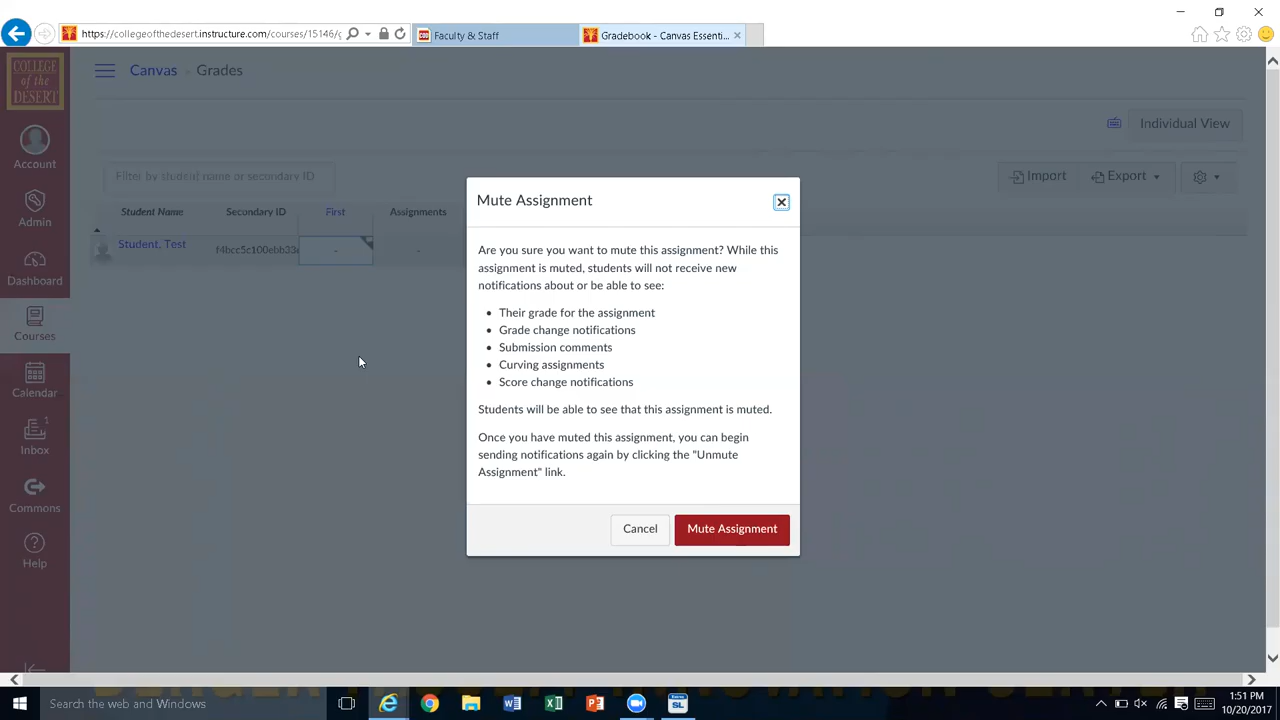 https://collegeofthedesert.instructure.com/courses/15146/g
COD
Faculty & Staff
Gradebook - Canvas Essenti...
COLLEGE
of the
DESERT
Canvas
Grades
Individual View
Account
Filter by student name or secondary ID
Import
Export
Student Name
Secondary ID
First
Assignments
Student, Test
f4bcc5c100ebb33
-
-
Admin
Dashboard
Courses
Calendar
1
Inbox
Commons
Help
Mute Assignment
Are you sure you want to mute this assignment? While this
assignment is muted, students will not receive new
notifications about or be able to see:
• Their grade for the assignment
• Grade change notifications
• Submission comments
• Curving assignments
• Score change notifications
Students will be able to see that this assignment is muted.
Once you have muted this assignment, you can begin
sending notifications again by clicking the "Unmute
Assignment" link.
Cancel
Mute Assignment
Search the web and Windows
SL
1:51 PM
10/20/2017